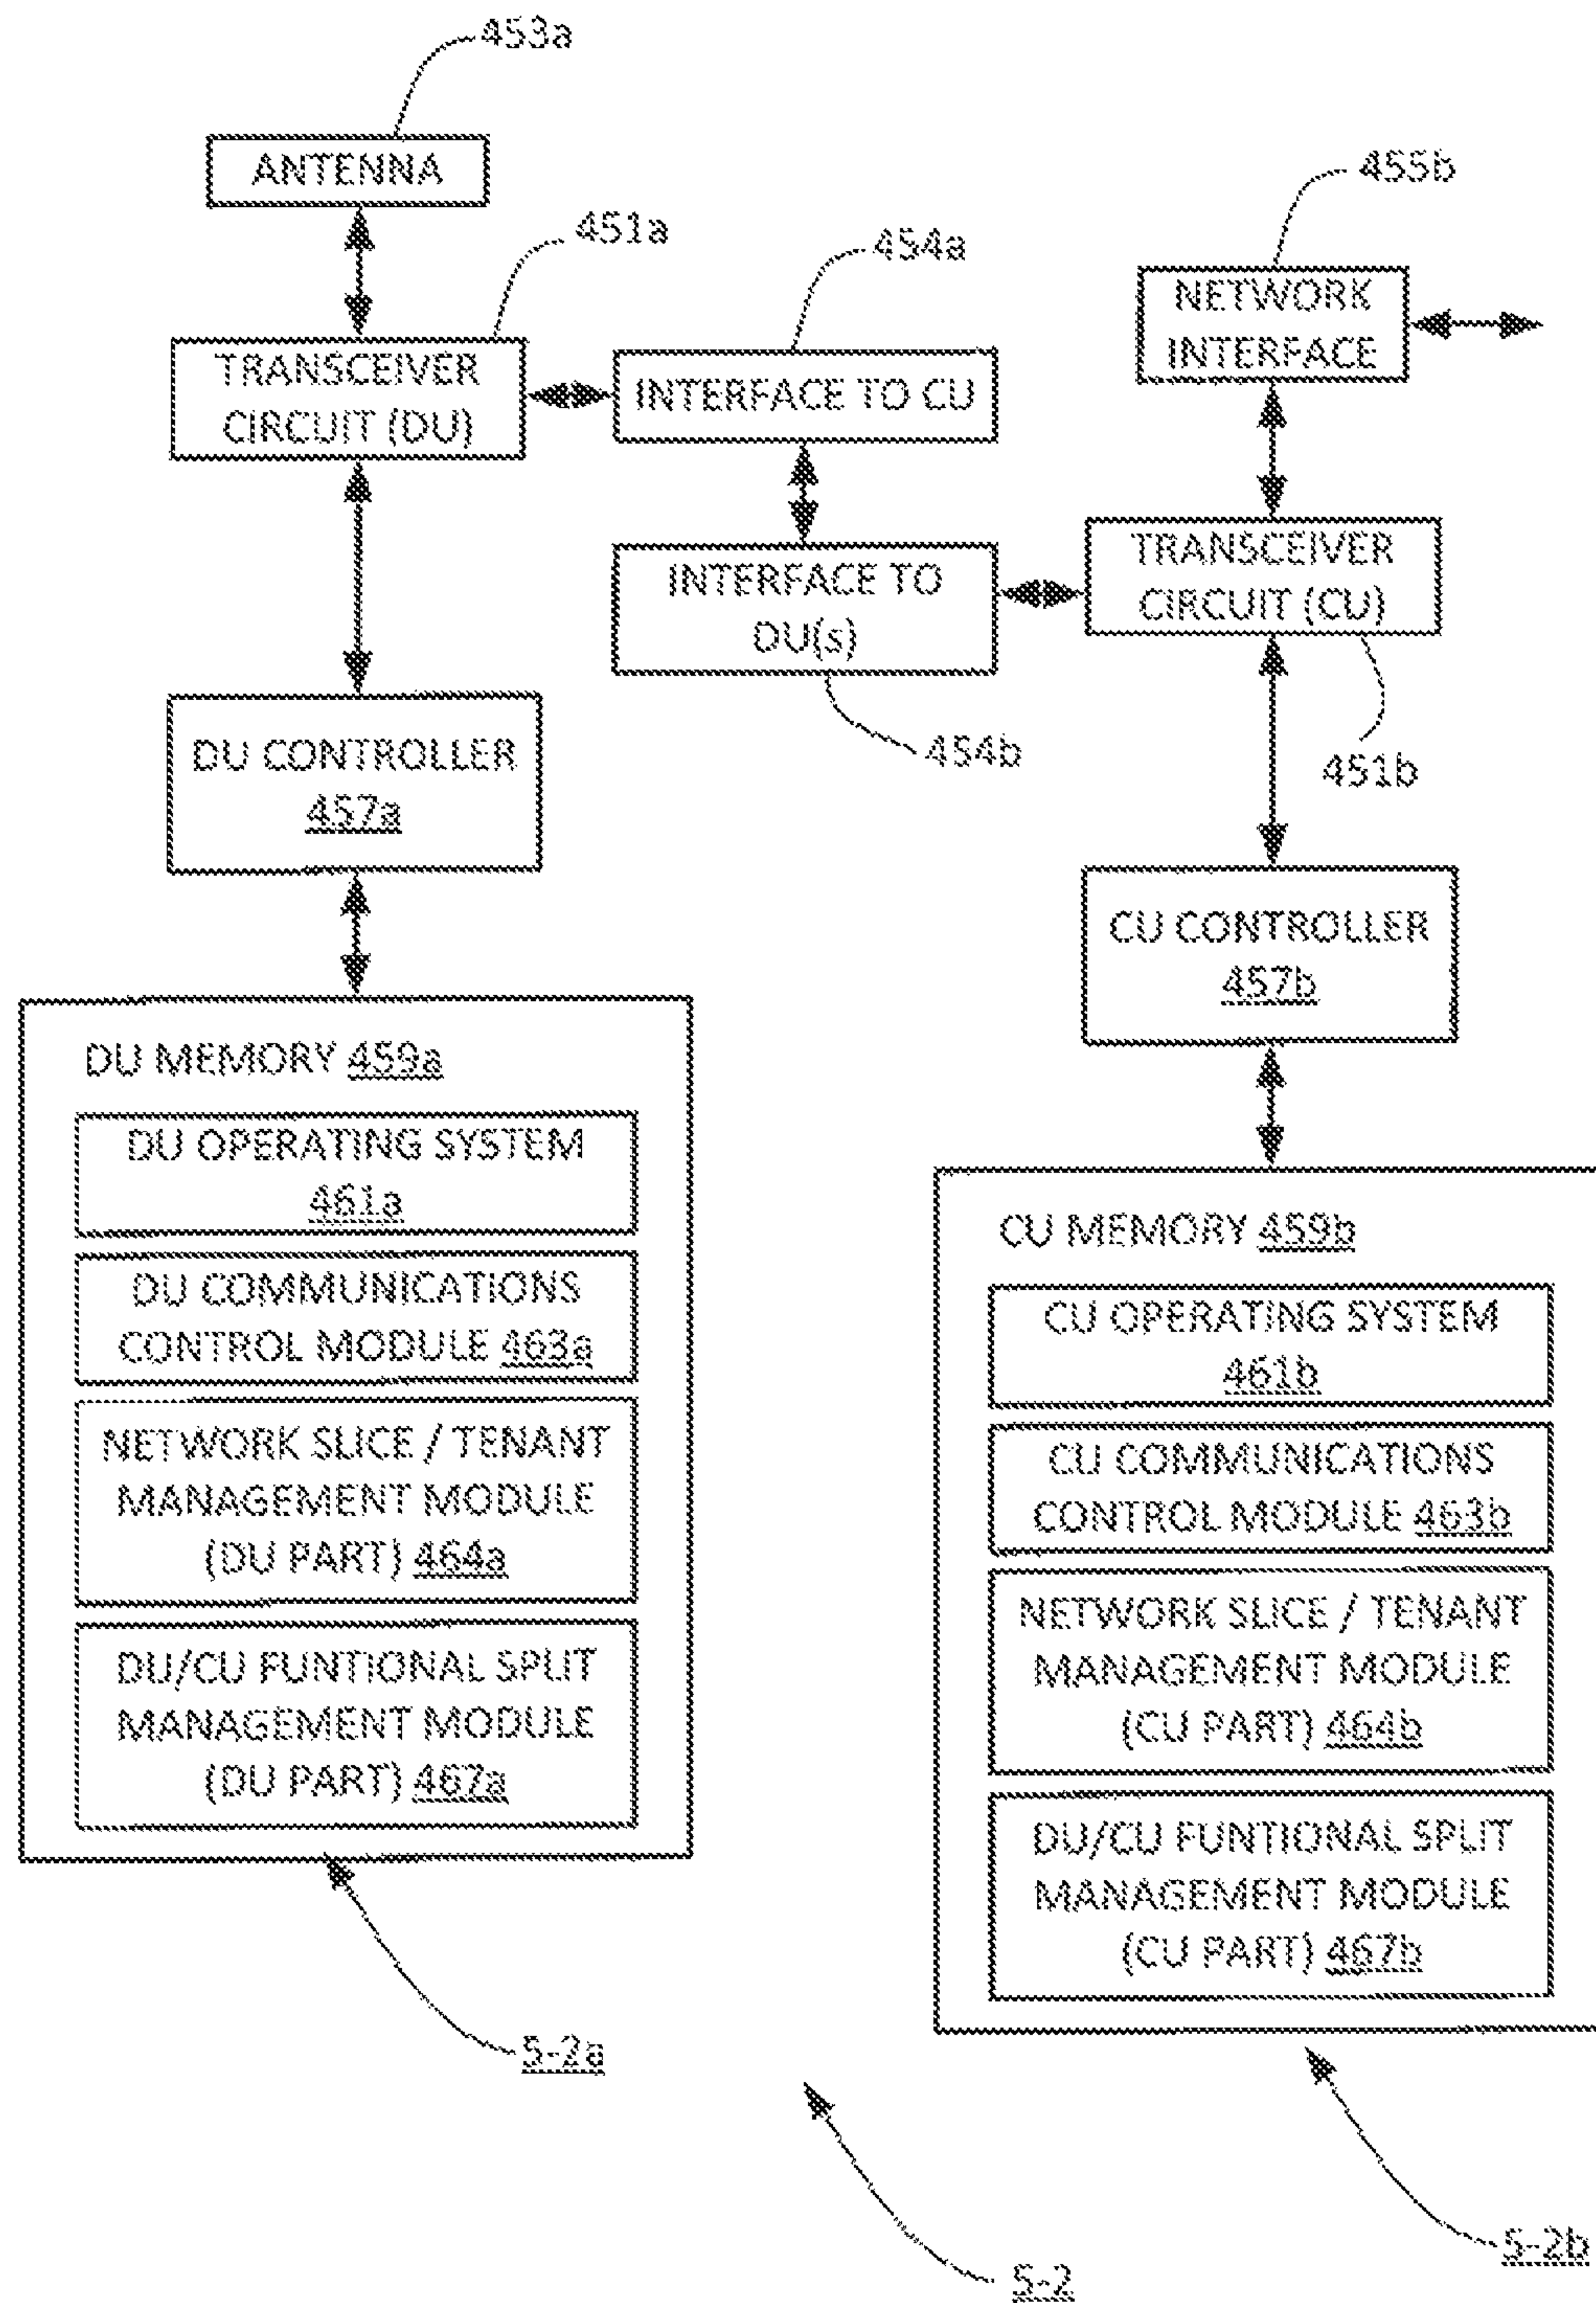 453a
ANTENNA
451a
454a
455b
NETWORK
INTERFACE
TRANSCEIVER
CIRCUIT (DU)
INTERFACE TO CU
INTERFACE TO
DU(s)
454b
TRANSCEIVER
CIRCUIT (CU)
451b
DU CONTROLLER
457a
CU CONTROLLER
457b
DU MEMORY 459a
DU OPERATING SYSTEM
461a
DU COMMUNICATIONS
CONTROL MODULE 463a
NETWORK SLICE / TENANT
MANAGEMENT MODULE
(DU PART) 464a
DU/CU FUNTIONAL SPLIT
MANAGEMENT MODULE
(DU PART) 467a
CU MEMORY 459b
CU OPERATING SYSTEM
461b
CU COMMUNICATIONS
CONTROL MODULE 463b
NETWORK SLICE / TENANT
MANAGEMENT MODULE
(CU PART) 464b
DU/CU FUNTIONAL SPLIT
MANAGEMENT MODULE
(CU PART) 467b
5-2a
5-2
5-2b